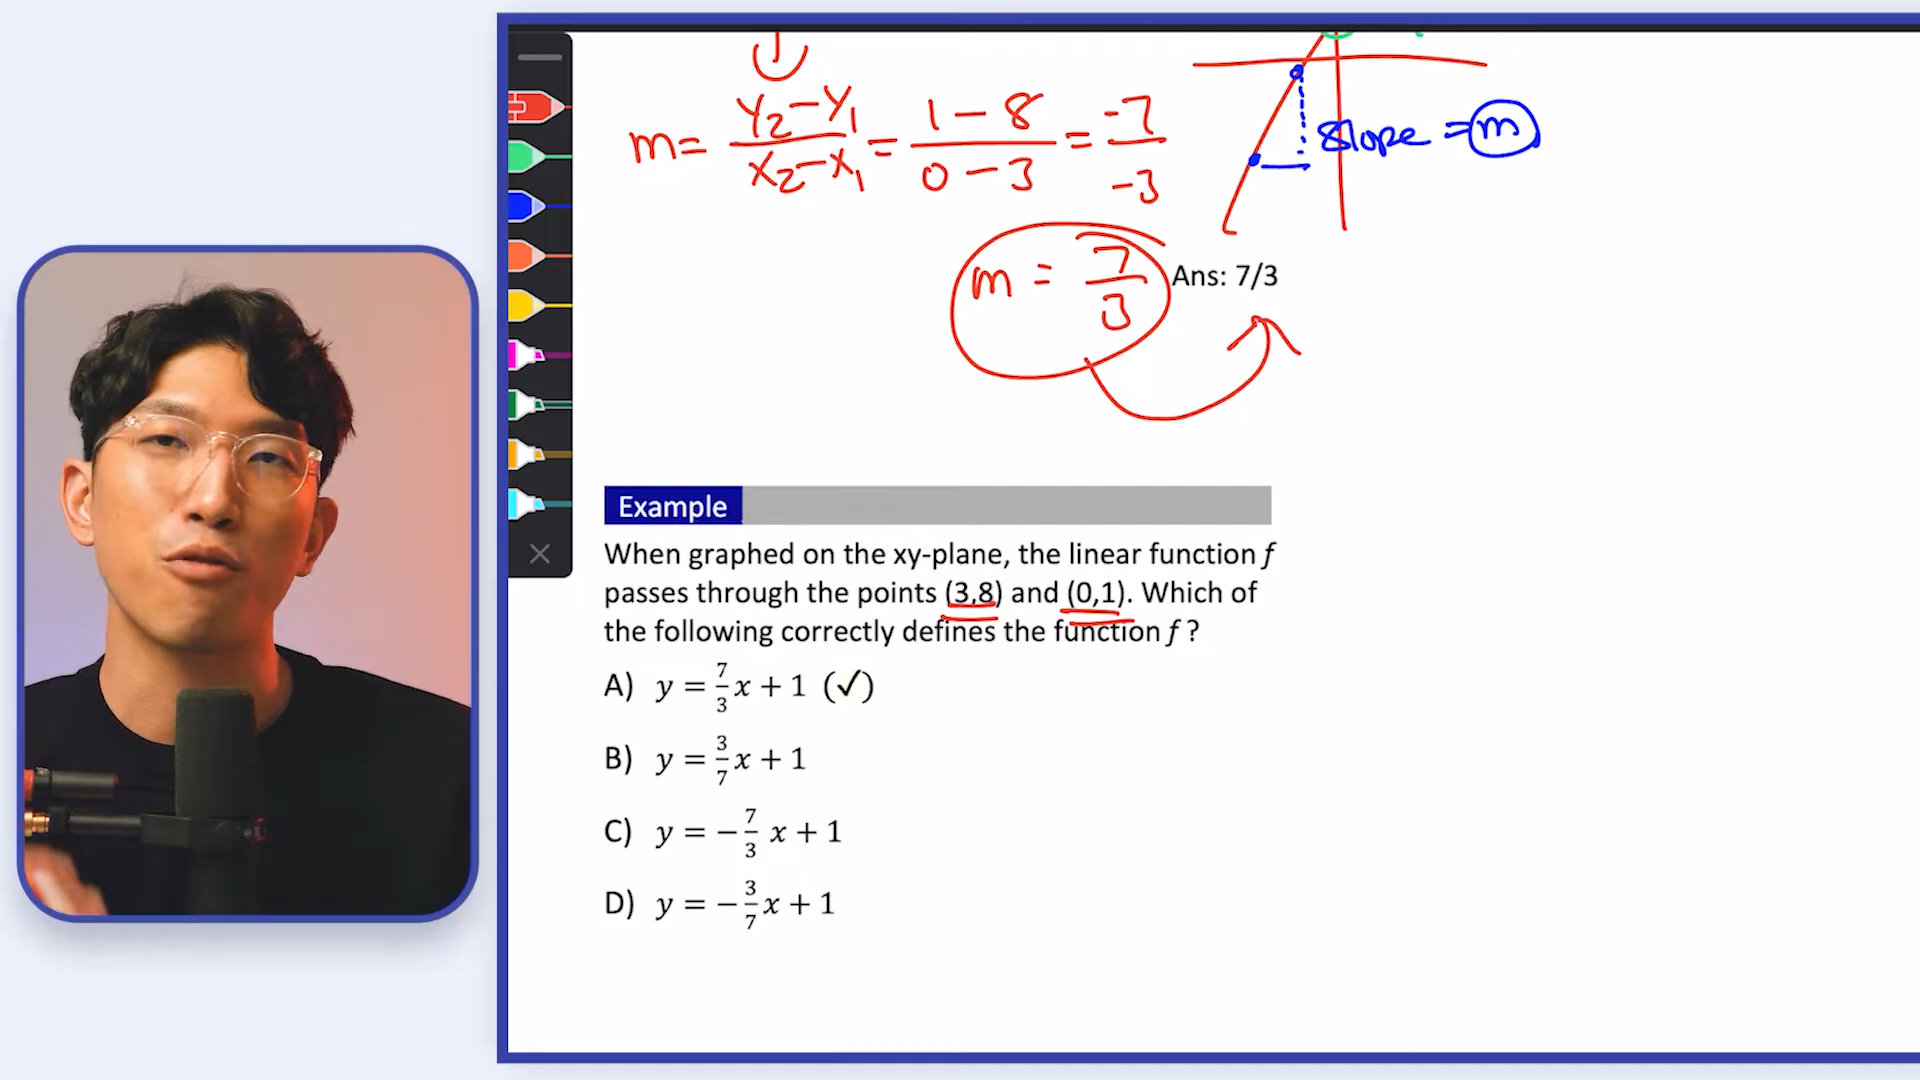 m = y₂ - y₁ / x₂ - x₁ = 1 - 8 / 0 - 3 = -7 / -3
slope = m
m = 7/3
Ans: 7/3
Example
When graphed on the xy-plane, the linear function f
passes through the points (3,8) and (0,1). Which of
the following correctly defines the function f ?
A) y = 7/3 x + 1 (✓)
B) y = 3/7 x + 1
C) y = − 7/3 x + 1
D) y = − 3/7 x + 1